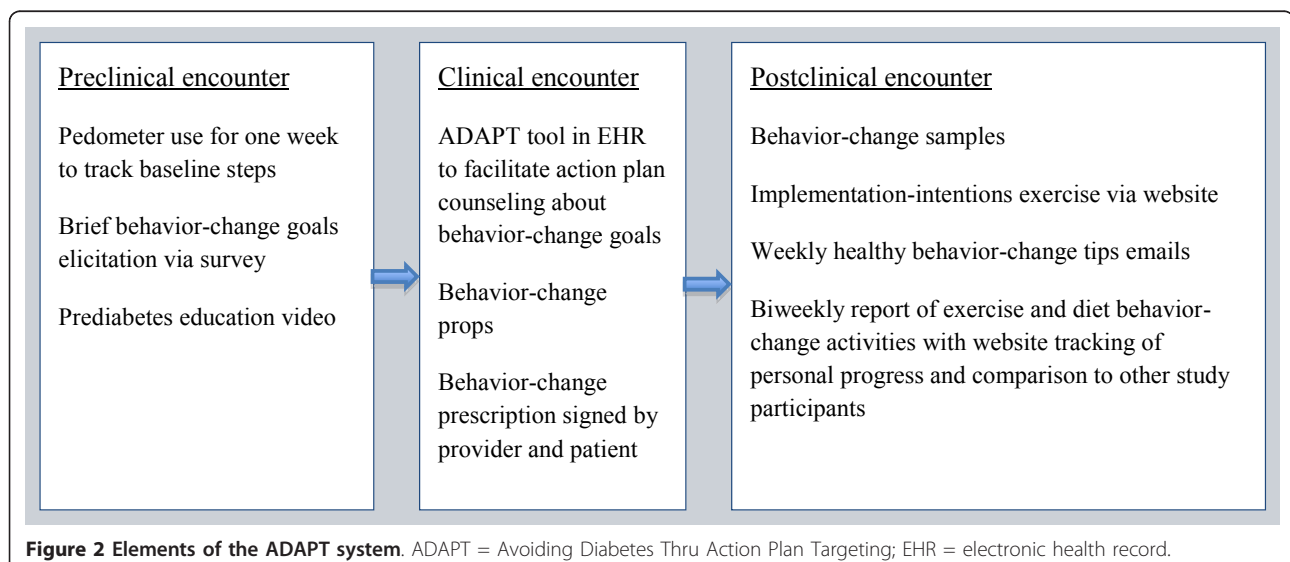 Preclinical encounter
Pedometer use for one week
to track baseline steps
Brief behavior-change goals
elicitation via survey
Prediabetes education video
Clinical encounter
ADAPT tool in EHR
to facilitate action plan
counseling about
behavior-change goals
Behavior-change
props
Behavior-change
prescription signed by
provider and patient
Postclinical encounter
Behavior-change samples
Implementation-intentions exercise via website
Weekly healthy behavior-change tips emails
Biweekly report of exercise and diet behavior-
change activities with website tracking of
personal progress and comparison to other study
participants
Figure 2 Elements of the ADAPT system. ADAPT = Avoiding Diabetes Thru Action Plan Targeting; EHR = electronic health record.